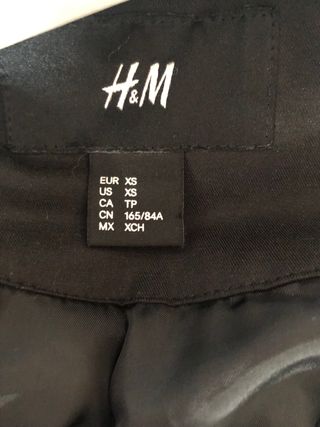 H&M
EUR XS
US XS
CA TP
CN 165/84A
MX XCH